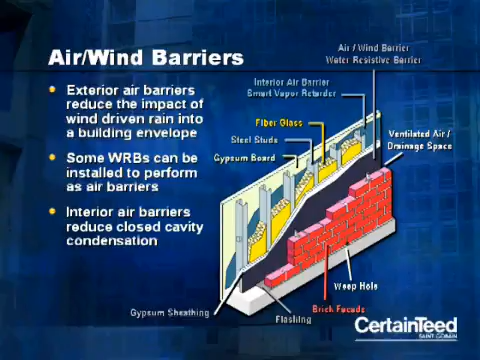 Air/Wind Barriers
Exterior air barriers
reduce the impact of
wind driven rain into
a building envelope
Some WRBs can be
installed to perform
as air barriers
Interior air barriers
reduce closed cavity
condensation
Air / Wind Barrier
Water Resistive Barrier
Interior Air Barrier
Smart Vapor Retarder
Fiber Glass
Steel Studs
Gypsum Board
Ventilated Air /
Drainage Space
Weep Hole
Brick Facade
Flashing
Gypsum Sheathing
CertainTeed
SAINT-GOBAIN